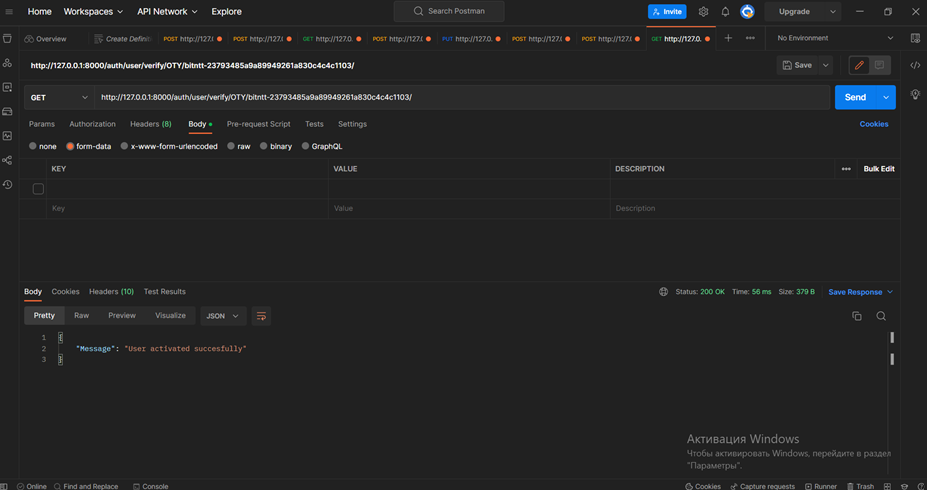 Home Workspaces API Network Explore Search Postman Invite Upgrade
Overview Create Definiti POST http://127.( POST http://127.( GET http://127.0. POST http://127.( PUT http://127.0. POST http://127.( POST http://127.( GET http://127.0. No Environment
http://127.0.0.1:8000/auth/user/verify/OTY/bitntt-23793485a9a89949261a830c4c4c1103/ Save
GET http://127.0.0.1:8000/auth/user/verify/OTY/bitntt-23793485a9a89949261a830c4c4c1103/ Send
Params Authorization Headers (8) Body Pre-request Script Tests Settings Cookies
none form-data x-www-form-urlencoded raw binary GraphQL
KEY VALUE DESCRIPTION Bulk Edit
Key Value Description
Body Cookies Headers (10) Test Results Status: 200 OK Time: 56 ms Size: 379 B Save Response
Pretty Raw Preview Visualize JSON
1 {
2 "Message": "User activated succesfully"
3 }
Активация Windows
Чтобы активировать Windows, перейдите в раздел
"Параметры".
Online Find and Replace Console Cookies Capture requests Runner Trash